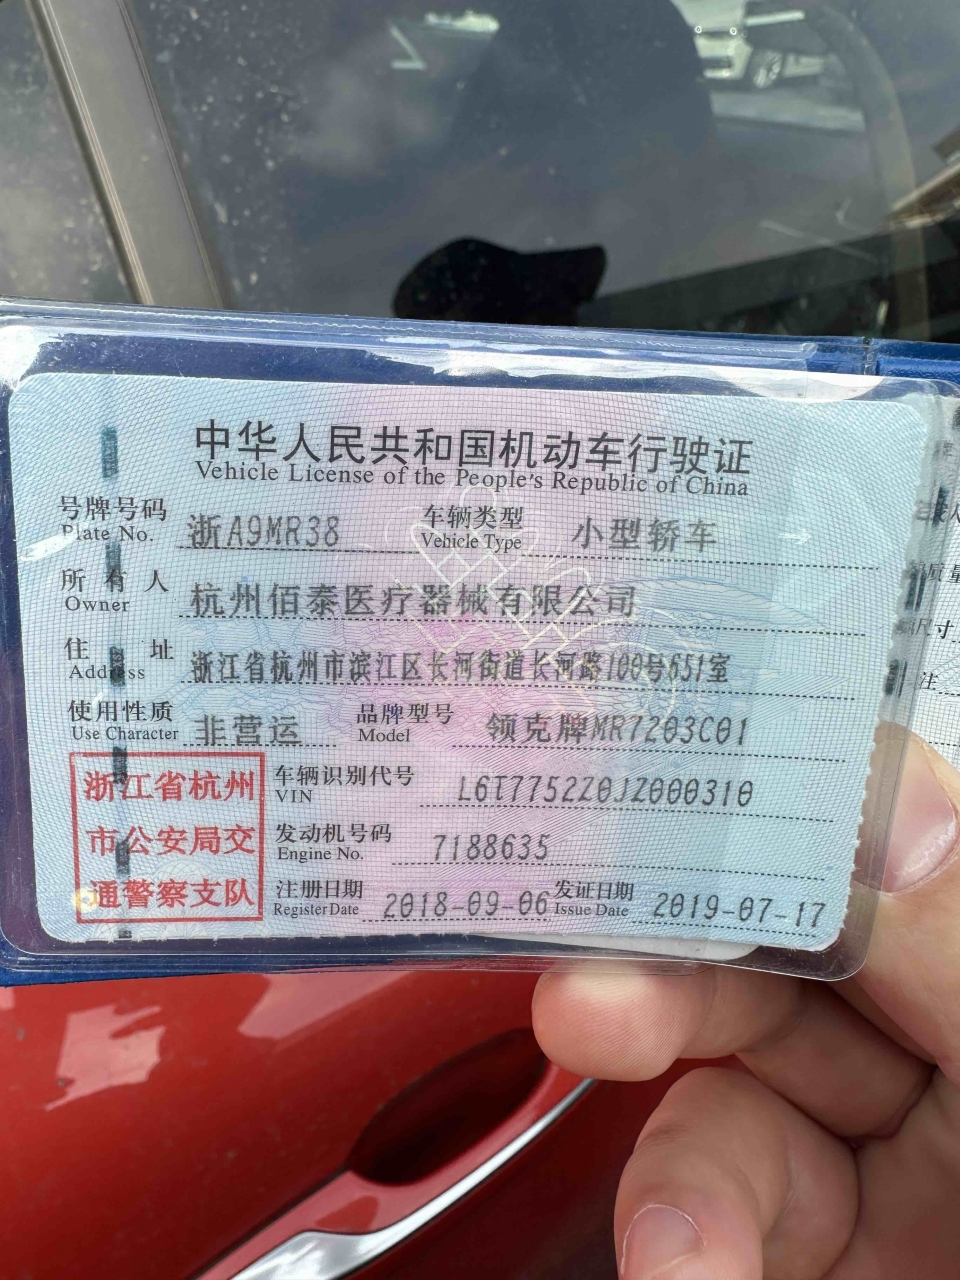 中华人民共和国机动车行驶证
Vehicle License of the People's Republic of China
号牌号码 浙A9MR38 车辆类型 小型轿车
Plate No. Vehicle Type
所有人 杭州佰泰医疗器械有限公司
Owner
住址 浙江省杭州市滨江区长河街道长河路100号651室
Address
使用性质 非营运 品牌型号 领克牌MR7203C01
Use Character Model
浙江省杭州
市公安局交
通警察支队
车辆识别代号 L6T7752Z0JZ000310
VIN
发动机号码 7188635
Engine No.
注册日期 2018-09-06 发证日期 2019-07-17
Register Date Issue Date
质量
尺寸
注